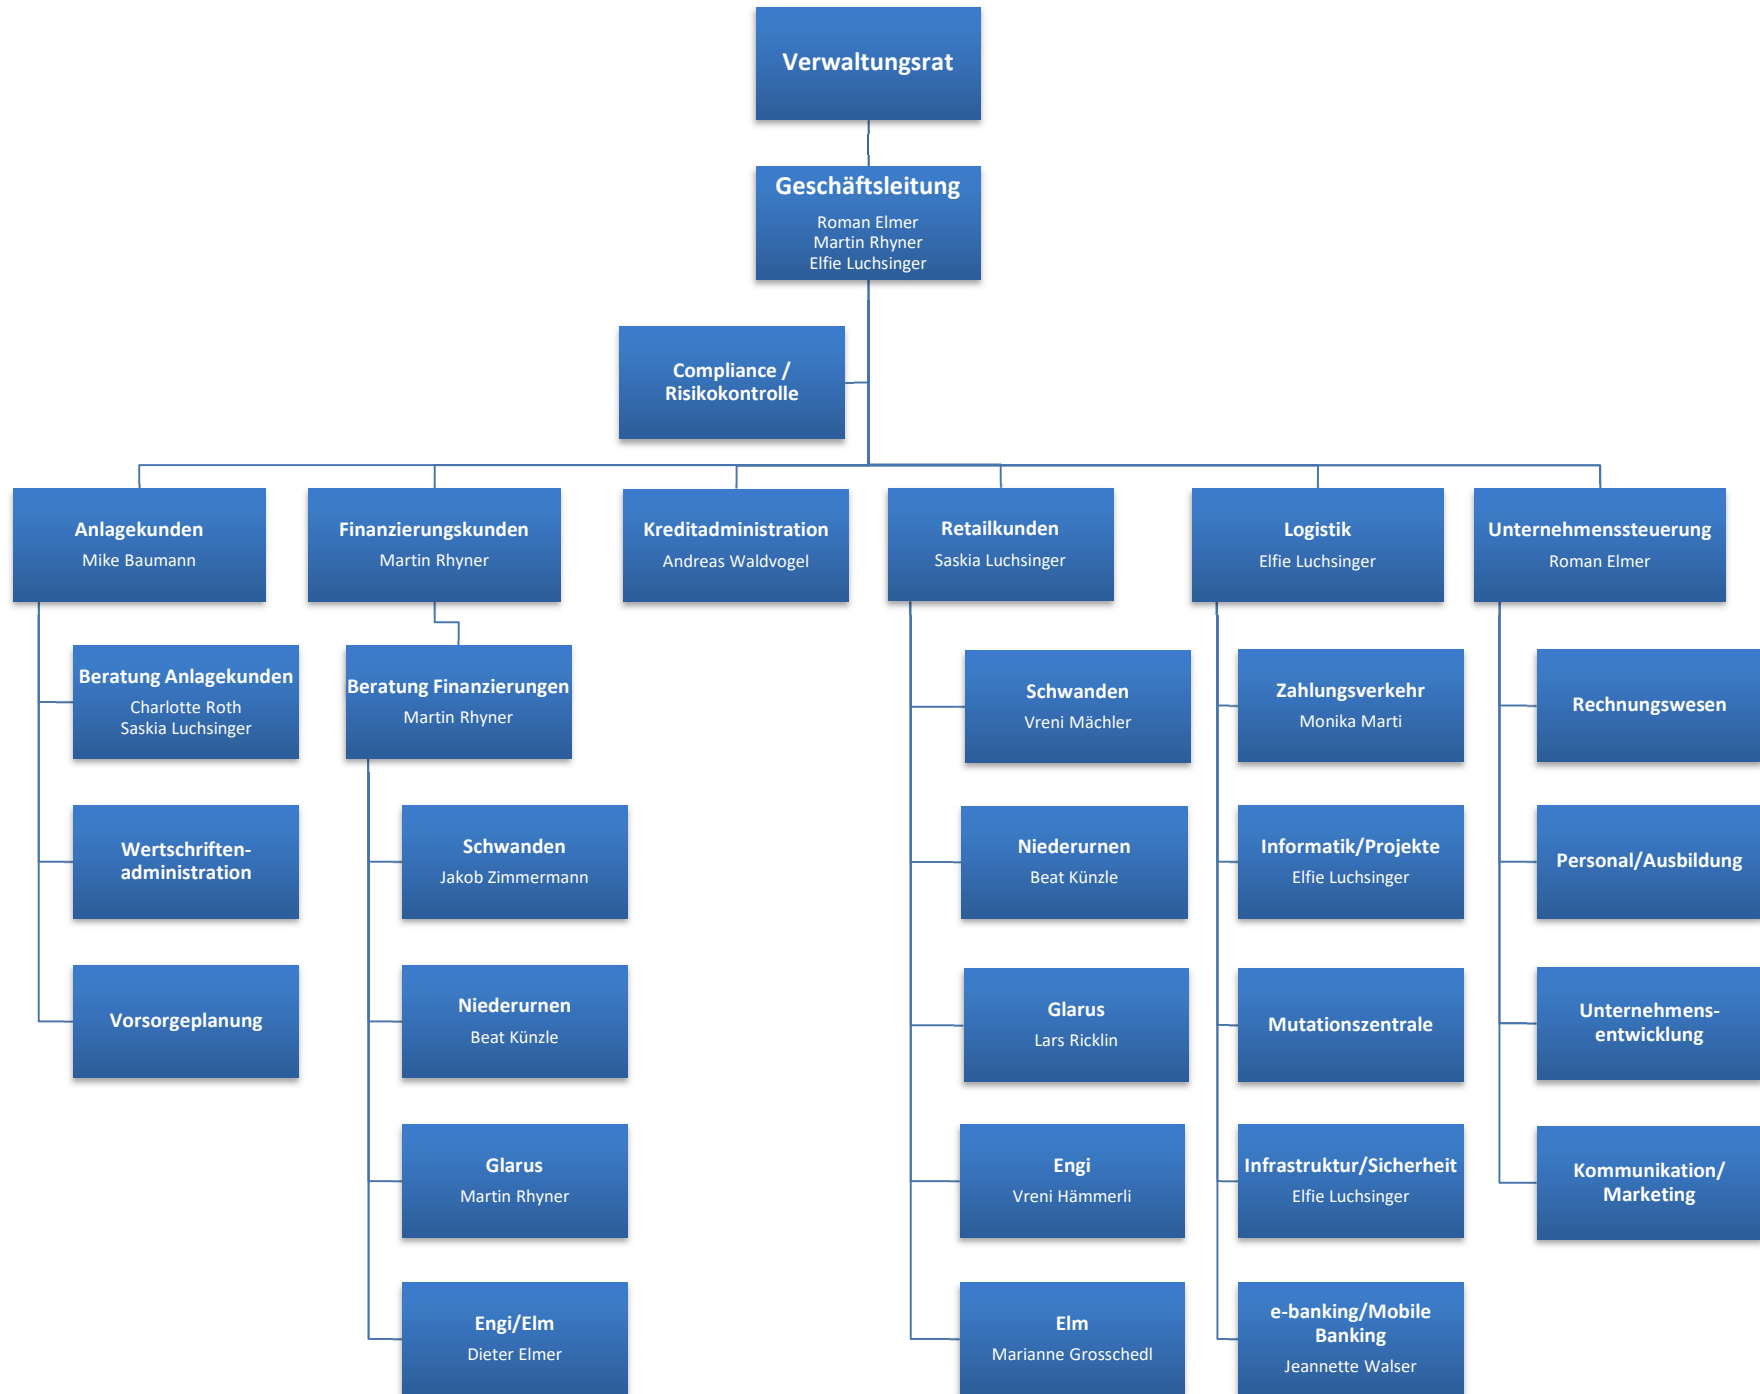 Verwaltungsrat
Geschäftsleitung
Roman Elmer
Martin Rhyner
Elfie Luchsinger
Compliance /
Risikokontrolle
Anlagekunden
Mike Baumann
Finanzierungskunden
Martin Rhyner
Kreditadministration
Andreas Waldvogel
Retailkunden
Saskia Luchsinger
Logistik
Elfie Luchsinger
Unternehmenssteuerung
Roman Elmer
Beratung Anlagekunden
Charlotte Roth
Saskia Luchsinger
Wertschriften-
administration
Vorsorgeplanung
Beratung Finanzierungen
Martin Rhyner
Schwanden
Jakob Zimmermann
Niederurnen
Beat Künzle
Glarus
Martin Rhyner
Engi/Elm
Dieter Elmer
Schwanden
Vreni Mächler
Niederurnen
Beat Künzle
Glarus
Lars Ricklin
Engi
Vreni Hämmerli
Elm
Marianne Grosschedl
Zahlungsverkehr
Monika Marti
Informatik/Projekte
Elfie Luchsinger
Mutationszentrale
Infrastruktur/Sicherheit
Elfie Luchsinger
e-banking/Mobile
Banking
Jeannette Walser
Rechnungswesen
Personal/Ausbildung
Unternehmens-
entwicklung
Kommunikation/
Marketing